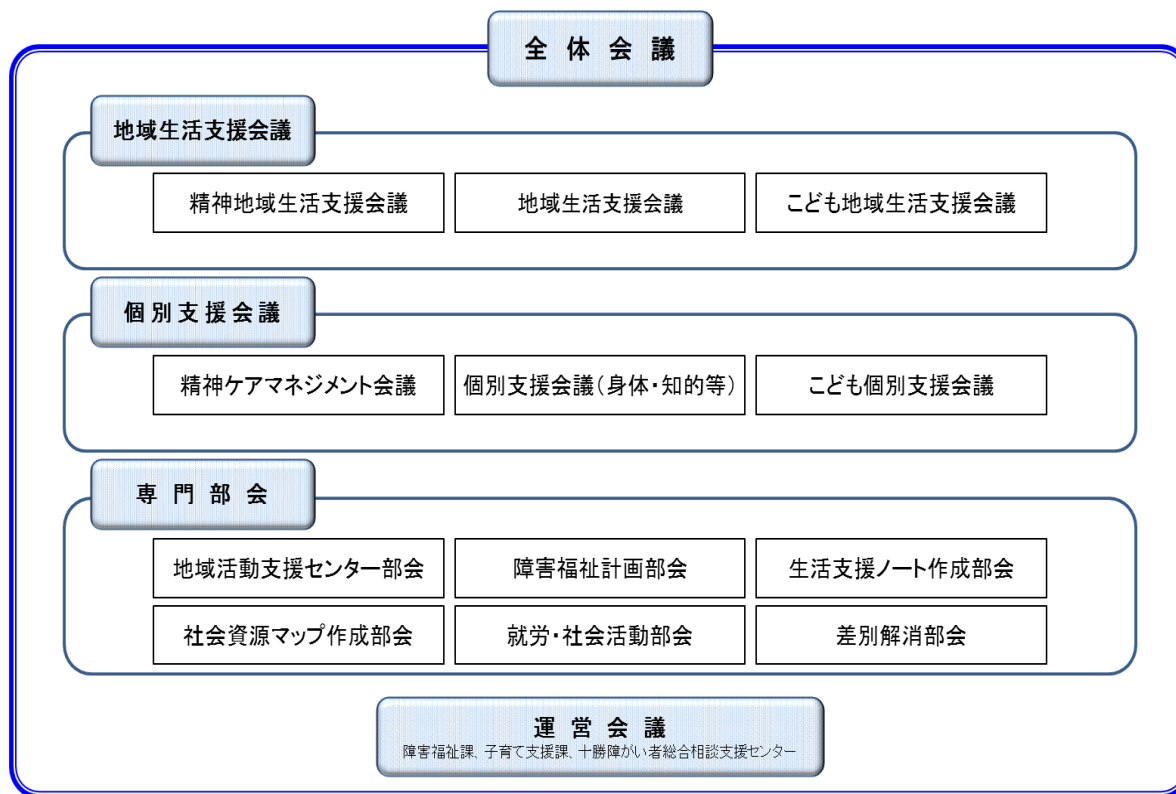 全体会議
地域生活支援会議
精神地域生活支援会議
地域生活支援会議
こども地域生活支援会議
個別支援会議
精神ケアマネジメント会議
個別支援会議(身体・知的等)
こども個別支援会議
専門部会
地域活動支援センター部会
障害福祉計画部会
生活支援ノート作成部会
社会資源マップ作成部会
就労・社会活動部会
差別解消部会
運営会議
障害福祉課、子育て支援課、十勝障がい者総合相談支援センター